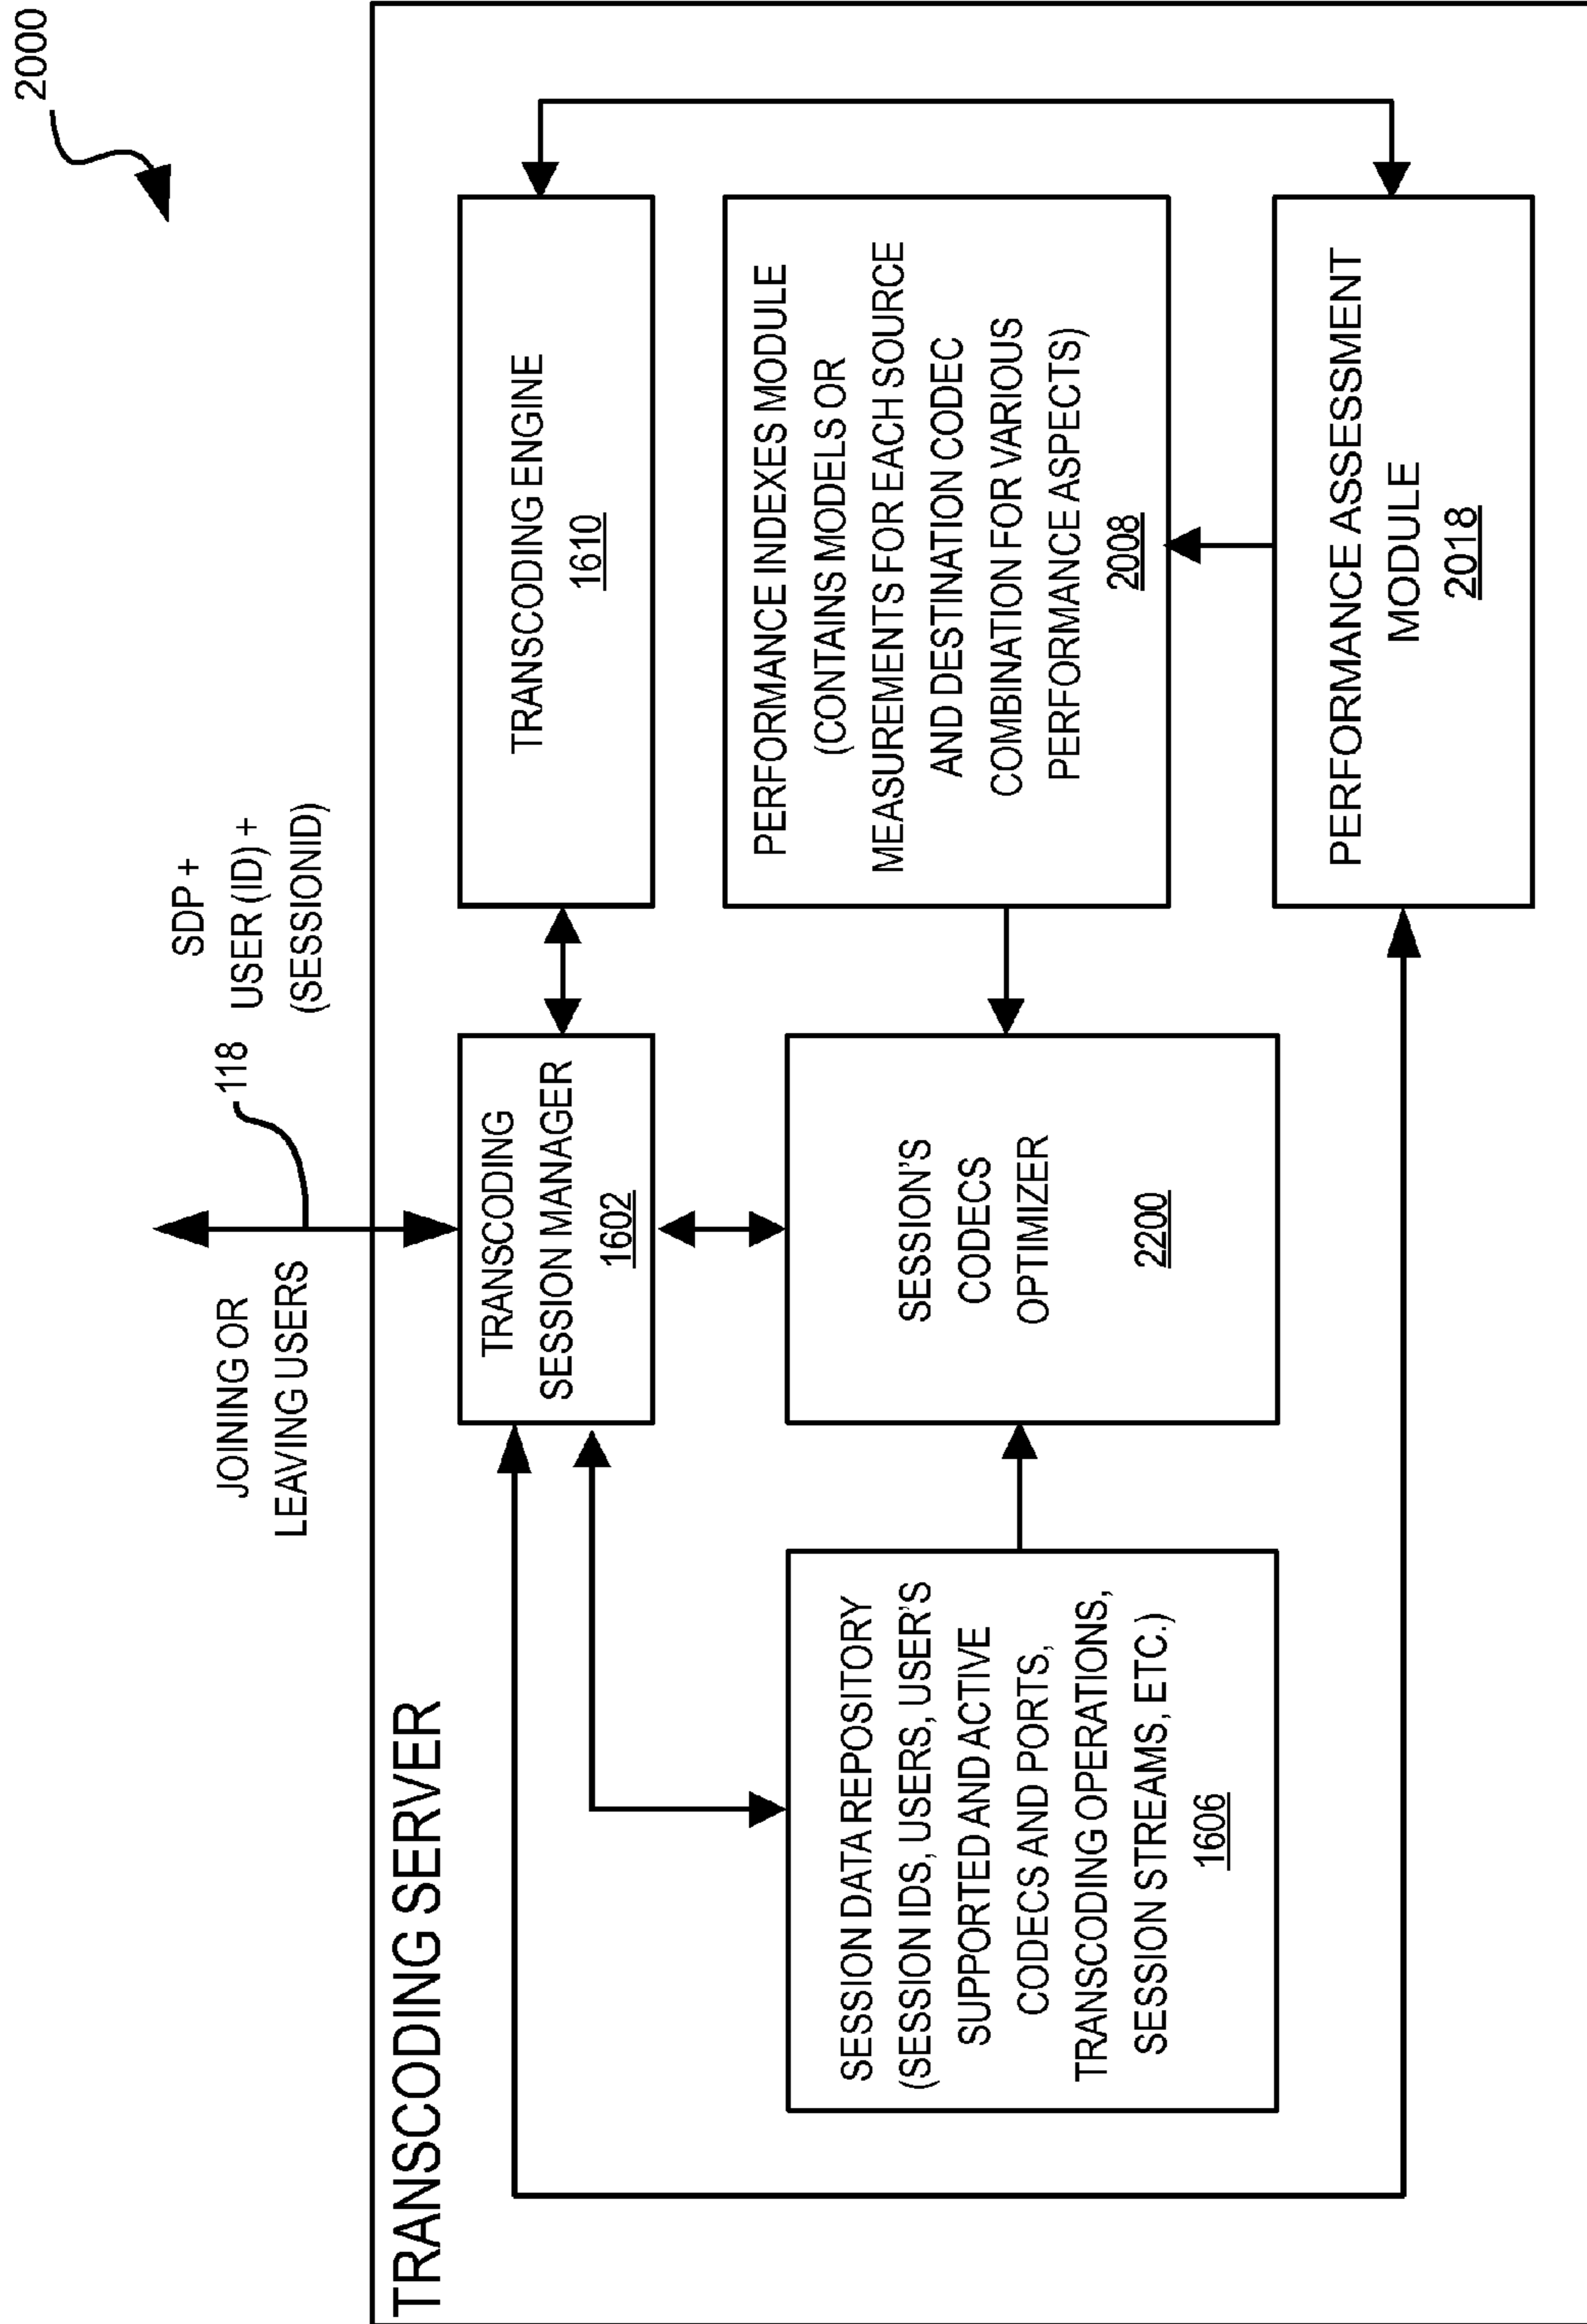 2000
SDP +
USER (ID) +
(SESSIONID)
118
JOINING OR
LEAVING USERS
TRANSCODING SERVER
TRANSCODING
SESSION MANAGER
1602
TRANSCODING ENGINE
1610
SESSION DATA REPOSITORY
(SESSION IDS, USERS, USER'S
SUPPORTED AND ACTIVE
CODECS AND PORTS,
TRANSCODING OPERATIONS,
SESSION STREAMS, ETC.)
1606
SESSION'S
CODECS
OPTIMIZER
2200
PERFORMANCE INDEXES MODULE
(CONTAINS MODELS OR
MEASUREMENTS FOR EACH SOURCE
AND DESTINATION CODEC
COMBINATION FOR VARIOUS
PERFORMANCE ASPECTS)
2008
PERFORMANCE ASSESSMENT
MODULE
2018